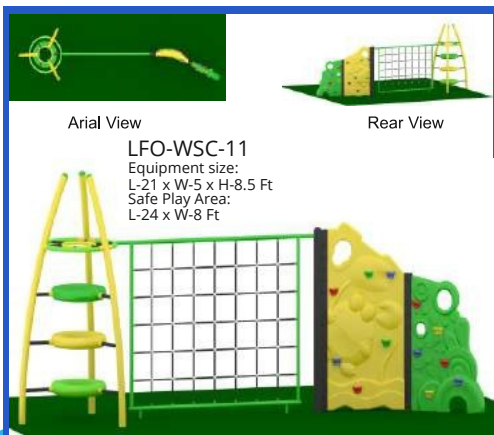 Arial View
Rear View
LFO-WSC-11
Equipment size:
L-21 x W-5 x H-8.5 Ft
Safe Play Area:
L-24 x W-8 Ft